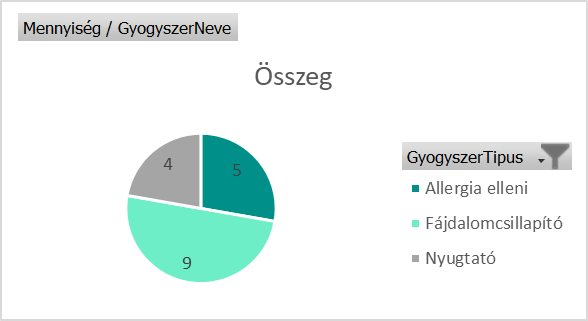 Mennyiség / GyogyszerNeve
Összeg
4
5
9
GyogyszerTipus
Allergia elleni
Fájdalomcsillapító
Nyugtató